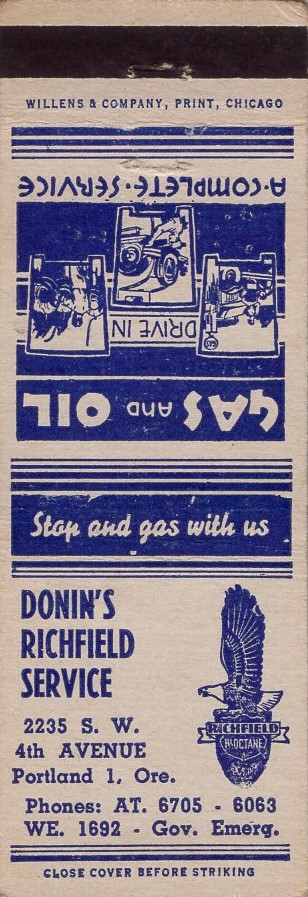 WILLENS & COMPANY, PRINT, CHICAGO
A·COMPLETE·SERVICE
DRIVE IN
GAS AND OIL
Stop and gas with us
DONIN'S
RICHFIELD
SERVICE
2235 S. W.
4th AVENUE
Portland 1, Ore.
Phones: AT. 6705 - 6063
WE. 1692 - Gov. Emerg.
RICHFIELD
HI-OCTANE
CLOSE COVER BEFORE STRIKING